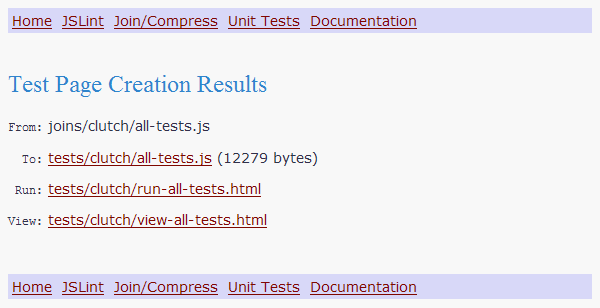 Home JSLint Join/Compress Unit Tests Documentation
Test Page Creation Results
From: joins/clutch/all-tests.js
To: tests/clutch/all-tests.js (12279 bytes)
Run: tests/clutch/run-all-tests.html
View: tests/clutch/view-all-tests.html
Home JSLint Join/Compress Unit Tests Documentation